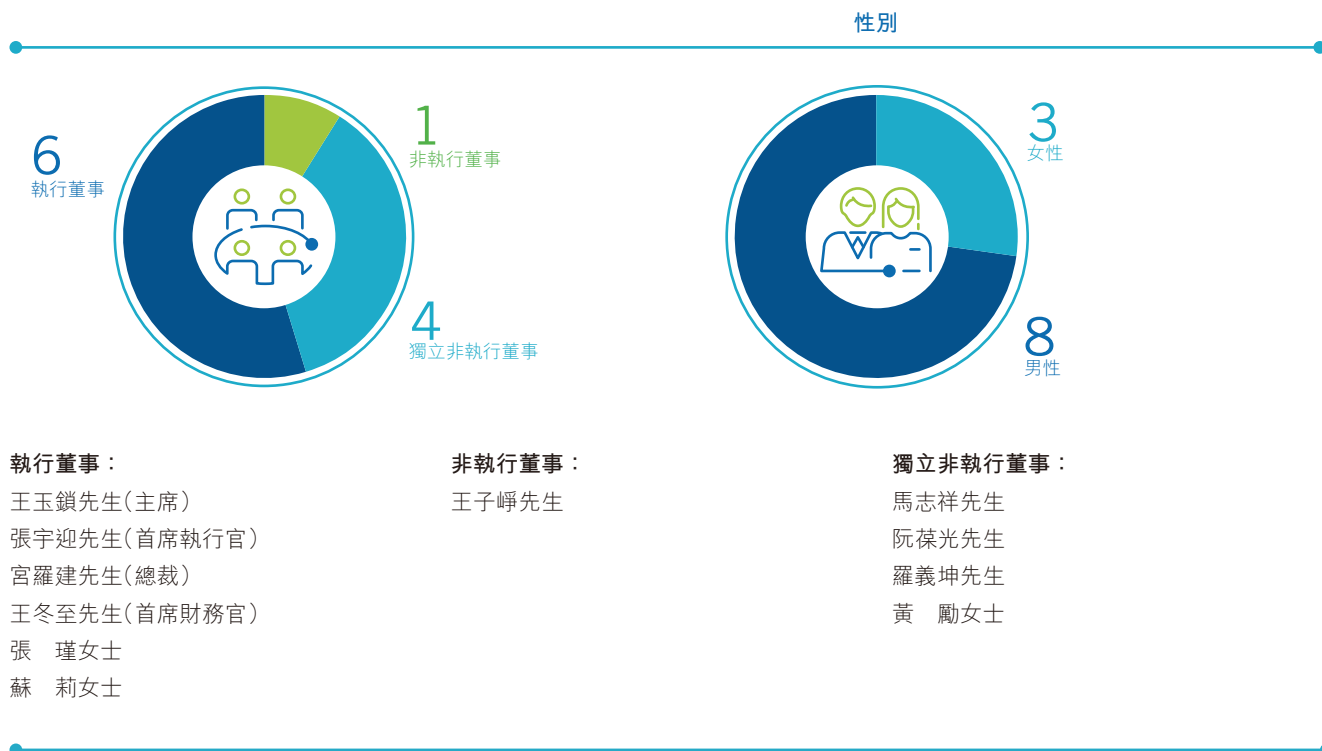 性別
6
執行董事
1
非執行董事
4
獨立非執行董事
3
女性
8
男性
執行董事：
王玉鎖先生(主席)
張宇迎先生(首席執行官)
宮羅建先生(總裁)
王冬至先生(首席財務官)
張　瑾女士
蘇　莉女士
非執行董事：
王子崢先生
獨立非執行董事：
馬志祥先生
阮葆光先生
羅義坤先生
黃　勵女士